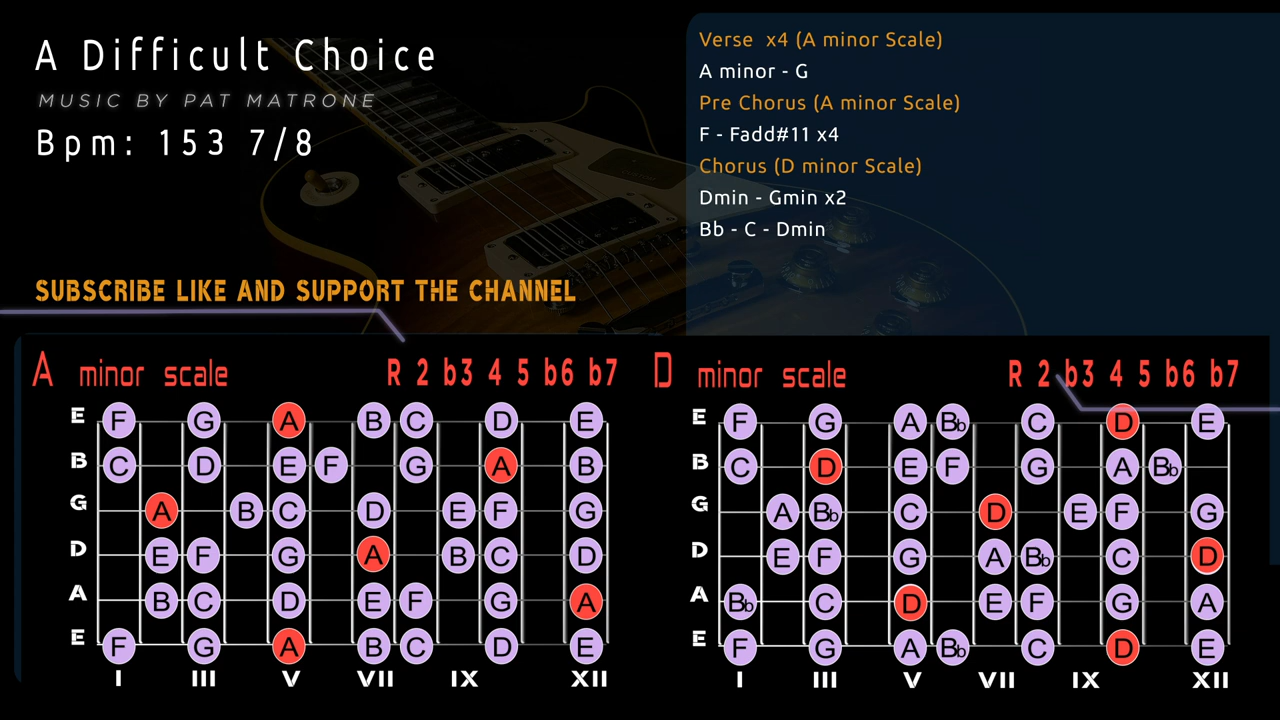 A Difficult Choice
MUSIC BY PAT MATRONE
Bpm: 153 7/8
Verse x4 (A minor Scale)
A minor - G
Pre Chorus (A minor Scale)
F - Fadd#11 x4
Chorus (D minor Scale)
Dmin - Gmin x2
Bb - C - Dmin
SUBSCRIBE LIKE AND SUPPORT THE CHANNEL
A minor scale R 2 b3 4 5 b6 b7
E F G A B C D E
B C D E F G A B
G A B C D E F G
D E F G A B C D
A B C D E F G A
E F G A B C D E
I III V VII IX XII
D minor scale R 2 b3 4 5 b6 b7
E F G A Bb C D E
B C D E F G A Bb
G A Bb C D E F G
D E F G A Bb C D
A Bb C D E F G A
E F G A Bb C D E
I III V VII IX XII